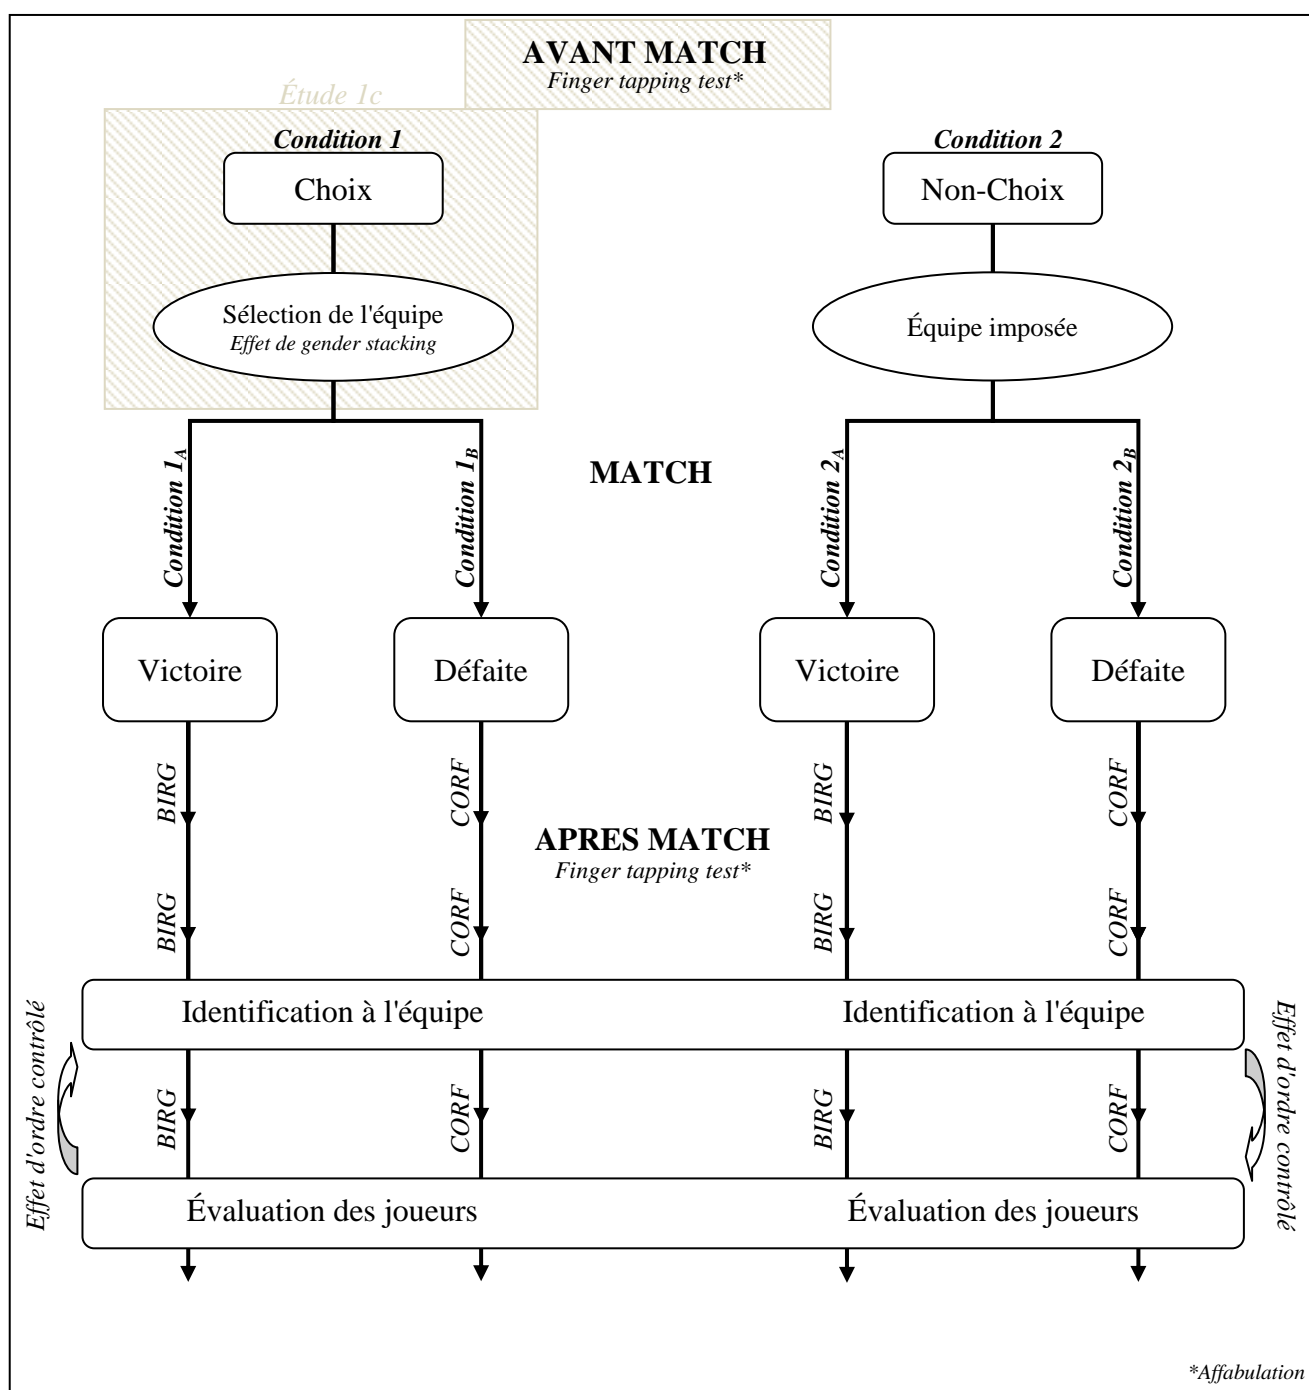 AVANT MATCH
Finger tapping test*
Étude 1c
Condition 1
Condition 2
Choix
Non-Choix
Sélection de l'équipe
Effet de gender stacking
Équipe imposée
Condition 1A
Condition 1B
MATCH
Condition 2A
Condition 2B
Victoire
Défaite
Victoire
Défaite
BIRG
CORF
BIRG
CORF
APRES MATCH
Finger tapping test*
BIRG
CORF
BIRG
CORF
Identification à l'équipe
Identification à l'équipe
Effet d'ordre contrôlé
BIRG
CORF
BIRG
CORF
Effet d'ordre contrôlé
Évaluation des joueurs
Évaluation des joueurs
*Affabulation